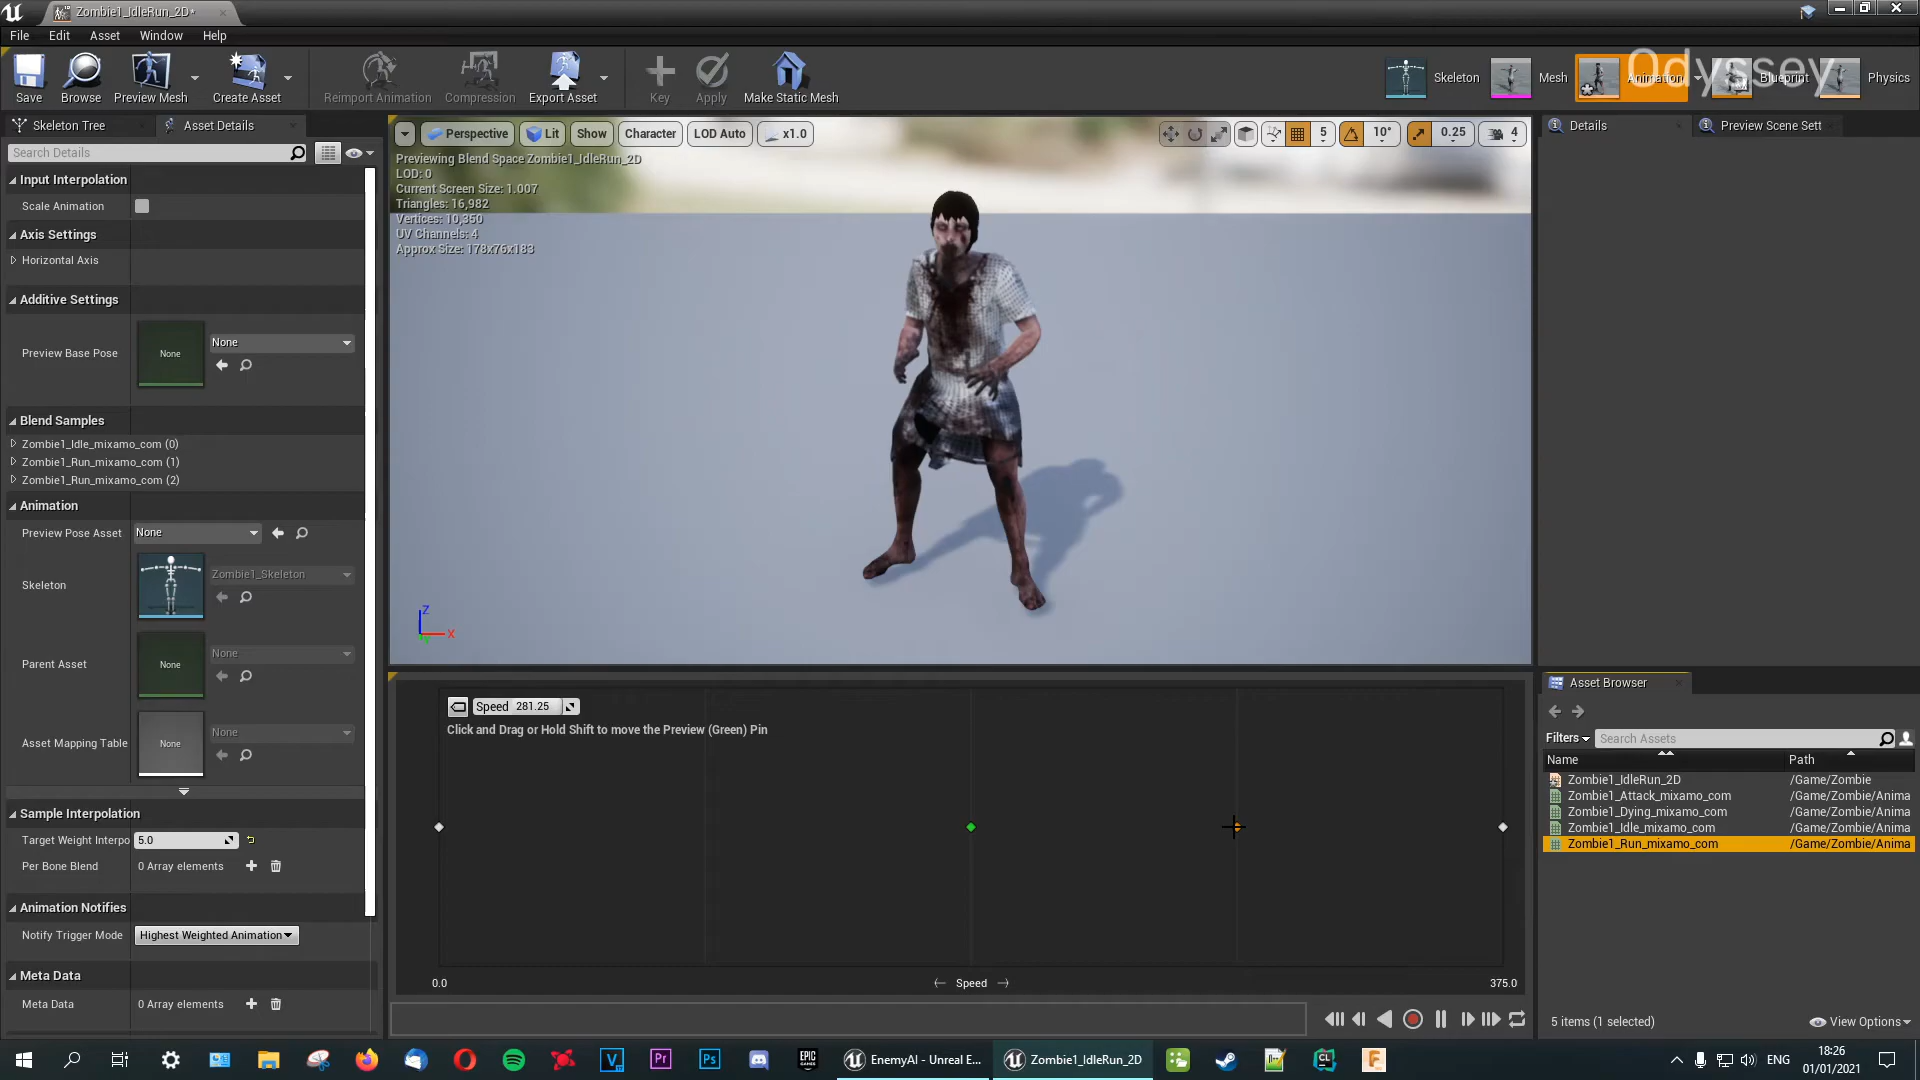 Zombie1_IdleRun_2D*
File Edit Asset Window Help
Odyssey
Save Browse Preview Mesh Create Asset Reimport Animation Compression Export Asset Key Apply Make Static Mesh
Skeleton Mesh Animation Blueprint Physics
Skeleton Tree Asset Details
Search Details
Input Interpolation
Scale Animation
Axis Settings
Horizontal Axis
Additive Settings
Preview Base Pose None None
Blend Samples
Zombie1_Idle_mixamo_com (0)
Zombie1_Run_mixamo_com (1)
Zombie1_Run_mixamo_com (2)
Animation
Preview Pose Asset None
Skeleton Zombie1_Skeleton
Parent Asset None None
Asset Mapping Table None None
Sample Interpolation
Target Weight Interpo 5.0
Per Bone Blend 0 Array elements
Animation Notifies
Notify Trigger Mode Highest Weighted Animation
Meta Data
Meta Data 0 Array elements
Perspective Lit Show Character LOD Auto x1.0 5 10° 0.25 4
Previewing Blend Space Zombie1_IdleRun_2D
LOD: 0
Current Screen Size: 1.007
Triangles: 16,982
Vertices: 10,350
UV Channels: 4
Approx Size: 178x76x183
Z
X
Y
Speed 281.25
Click and Drag or Hold Shift to move the Preview (Green) Pin
0.0 Speed 375.0
Details Preview Scene Sett
Asset Browser
Filters Search Assets
Name Path
Zombie1_IdleRun_2D /Game/Zombie
Zombie1_Attack_mixamo_com /Game/Zombie/Anima
Zombie1_Dying_mixamo_com /Game/Zombie/Anima
Zombie1_Idle_mixamo_com /Game/Zombie/Anima
Zombie1_Run_mixamo_com /Game/Zombie/Anima
5 items (1 selected) View Options
EnemyAI - Unreal E...
Zombie1_IdleRun_2D
ENG
18:26
01/01/2021